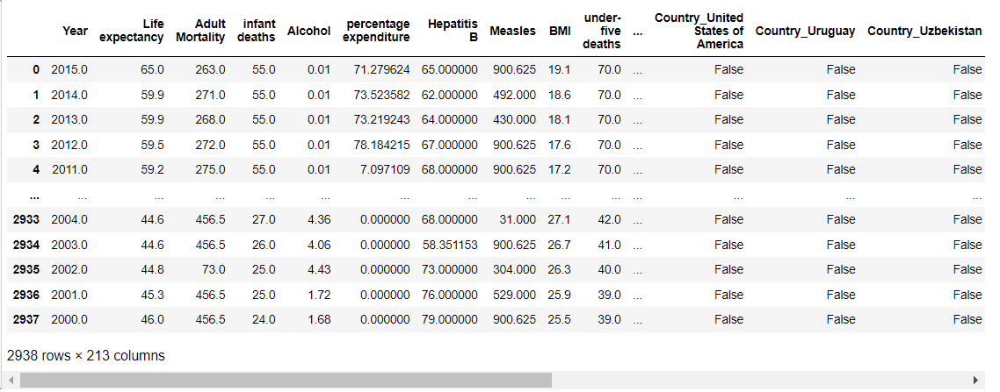 Year Life expectancy Adult Mortality infant deaths Alcohol percentage expenditure Hepatitis B Measles BMI under-five deaths ... Country_United States of America Country_Uruguay Country_Uzbekistan
0 2015.0 65.0 263.0 55.0 0.01 71.279624 65.000000 900.625 19.1 70.0 ... False False False
1 2014.0 59.9 271.0 55.0 0.01 73.523582 62.000000 492.000 18.6 70.0 ... False False False
2 2013.0 59.9 268.0 55.0 0.01 73.219243 64.000000 430.000 18.1 70.0 ... False False False
3 2012.0 59.5 272.0 55.0 0.01 78.184215 67.000000 900.625 17.6 70.0 ... False False False
4 2011.0 59.2 275.0 55.0 0.01 7.097109 68.000000 900.625 17.2 70.0 ... False False False
... ... ... ... ... ... ... ... ... ... ... ... ... ... ...
2933 2004.0 44.6 456.5 27.0 4.36 0.000000 68.000000 31.000 27.1 42.0 ... False False False
2934 2003.0 44.6 456.5 26.0 4.06 0.000000 58.351153 900.625 26.7 41.0 ... False False False
2935 2002.0 44.8 73.0 25.0 4.43 0.000000 73.000000 304.000 26.3 40.0 ... False False False
2936 2001.0 45.3 456.5 25.0 1.72 0.000000 76.000000 529.000 25.9 39.0 ... False False False
2937 2000.0 46.0 456.5 24.0 1.68 0.000000 79.000000 900.625 25.5 39.0 ... False False False
2938 rows × 213 columns